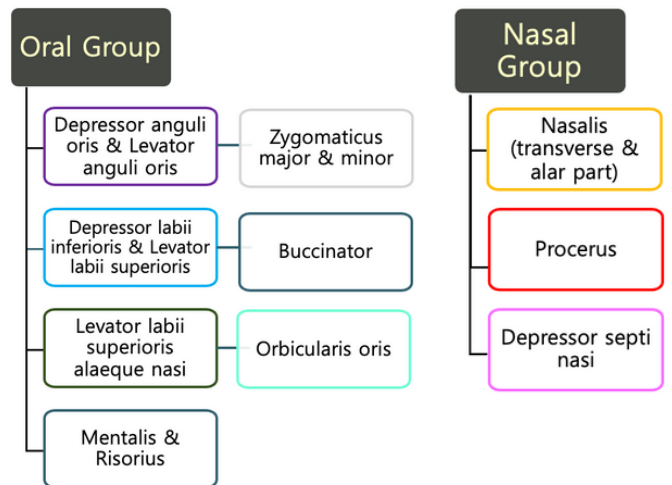 Oral Group
Depressor anguli
oris & Levator
anguli oris
Zygomaticus
major & minor
Depressor labii
inferioris & Levator
labii superioris
Buccinator
Levator labii
superioris
alaeque nasi
Orbicularis oris
Mentalis &
Risorius
Nasal
Group
Nasalis
(transverse &
alar part)
Procerus
Depressor septi
nasi